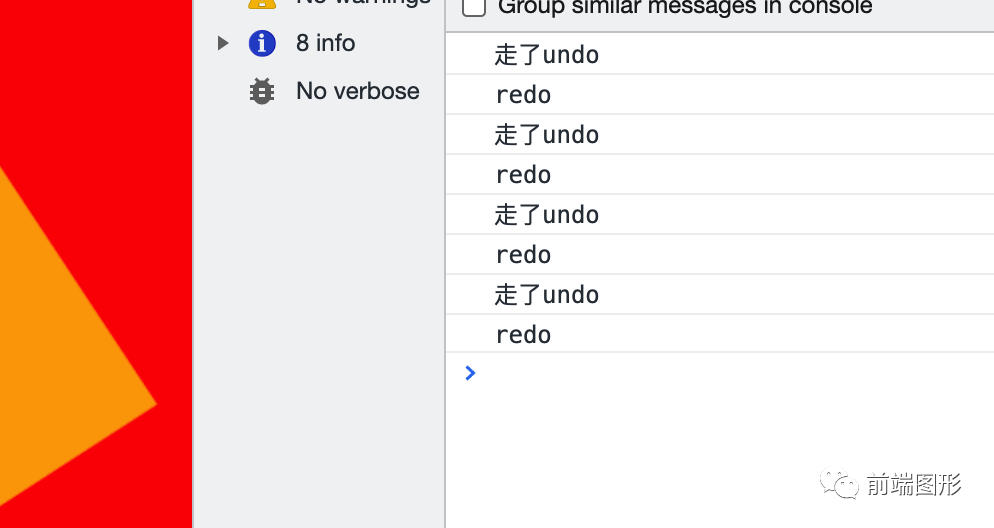 No warnings
Group similar messages in console
8 info
No verbose
走了undo
redo
走了undo
redo
走了undo
redo
走了undo
redo
前端图形